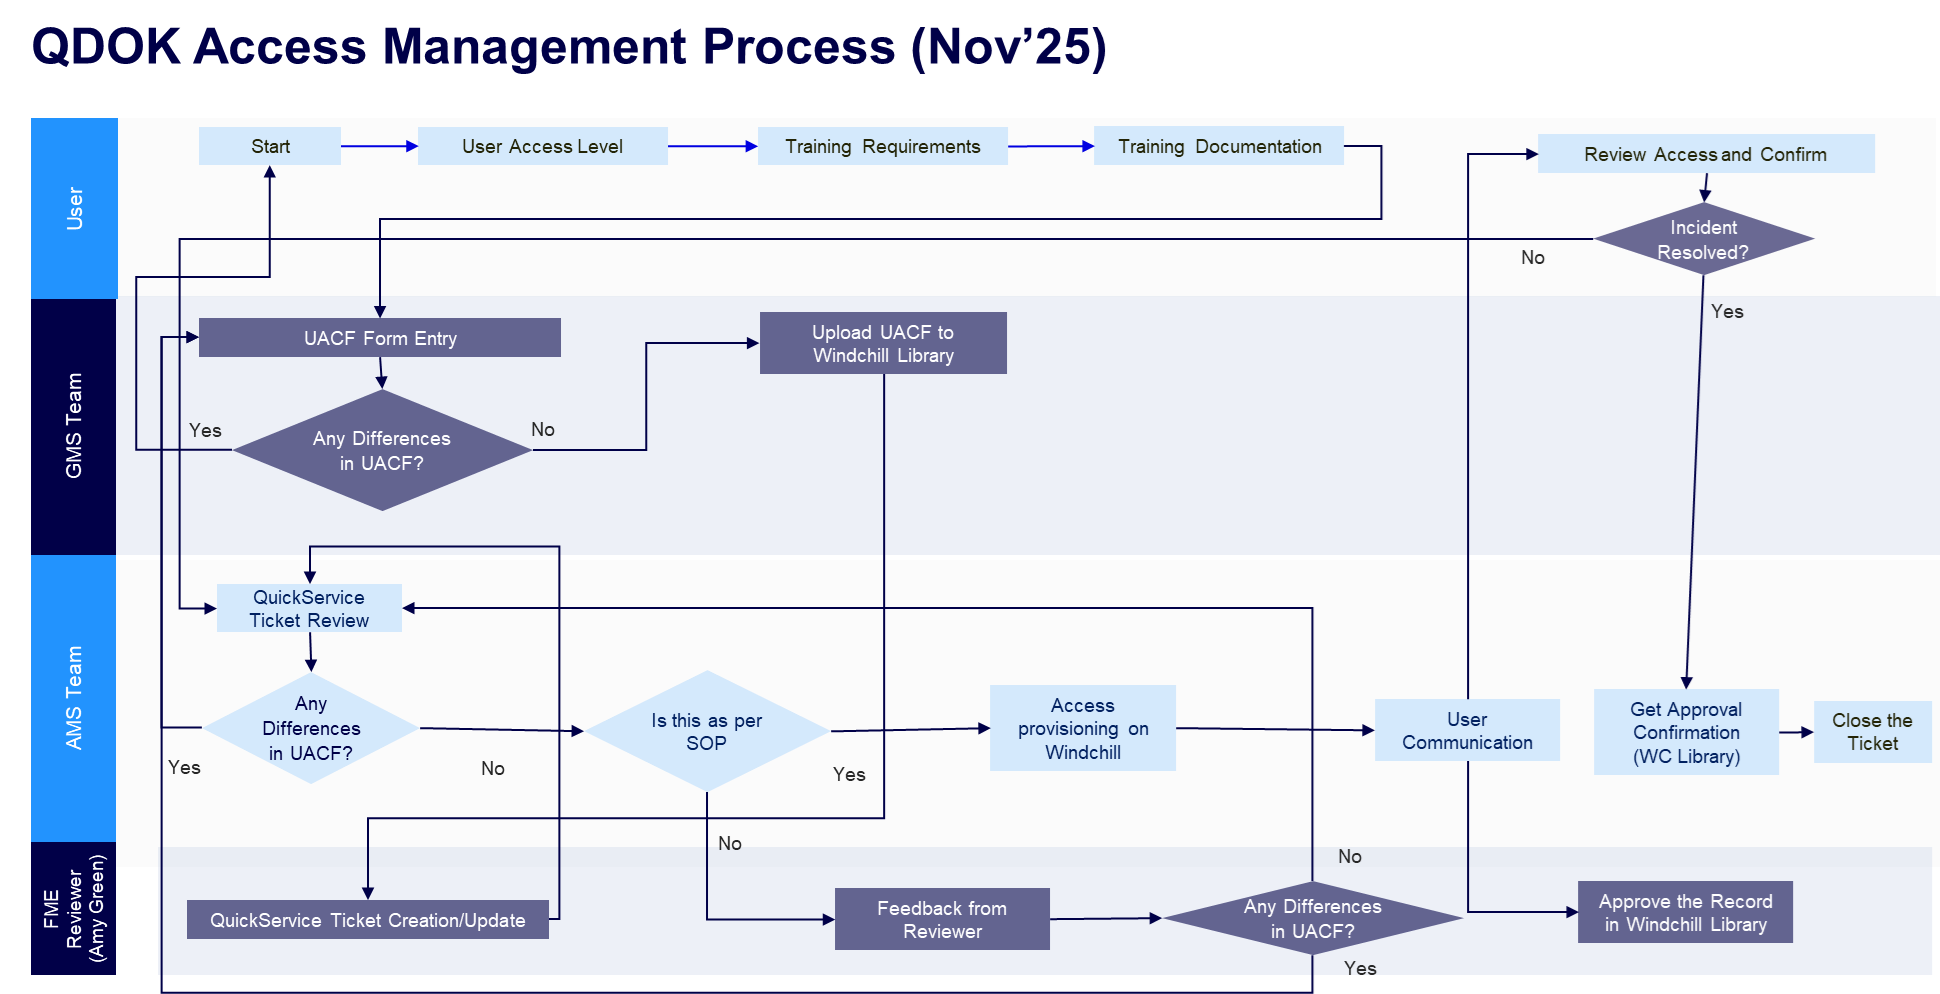 QDOK Access Management Process (Nov’25)
User
Start
User Access Level
Training Requirements
Training Documentation
Review Access and Confirm
Incident
Resolved?
No
Yes
GMS Team
UACF Form Entry
Upload UACF to
Windchill Library
Any Differences
in UACF?
Yes
No
AMS Team
QuickService
Ticket Review
Any
Differences
in UACF?
Yes
No
Is this as per
SOP
Yes
No
Access
provisioning on
Windchill
User
Communication
Get Approval
Confirmation
(WC Library)
Close the
Ticket
FME
Reviewer
(Amy Green)
QuickService Ticket Creation/Update
Feedback from
Reviewer
Any Differences
in UACF?
No
Yes
Approve the Record
in Windchill Library